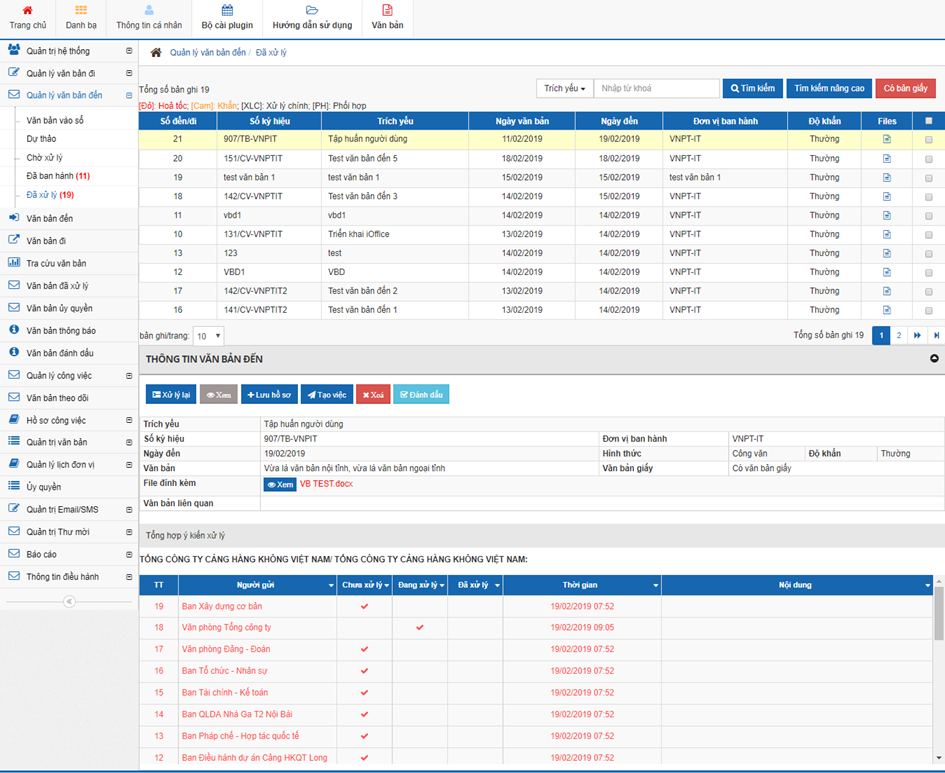 Trang chủ Danh bạ Thông tin cá nhân Bộ cài plugin Hướng dẫn sử dụng Văn bản
Quản trị hệ thống
Quản lý văn bản đi
Quản lý văn bản đến
Văn bản vào sổ
Dự thảo
Chờ xử lý
Đã ban hành (11)
Đã xử lý (19)
Văn bản đến
Văn bản đi
Tra cứu văn bản
Văn bản đã xử lý
Văn bản ủy quyền
Văn bản thông báo
Văn bản đánh dấu
Quản lý công việc
Văn bản theo dõi
Hồ sơ công việc
Quản trị văn bản
Quản lý lịch đơn vị
Ủy quyền
Quản trị Email/SMS
Quản trị Thư mời
Báo cáo
Thông tin điều hành
Quản lý văn bản đến / Đã xử lý
Tổng số bản ghi 19
Trích yếu Nhập từ khoá Tìm kiếm Tìm kiếm nâng cao Có bản giấy
[Đỏ]: Hoả tốc; [Cam]: Khẩn; [XLC]: Xử lý chính; [PH]: Phối hợp
Số đến/đi Số ký hiệu Trích yếu Ngày văn bản Ngày đến Đơn vị ban hành Độ khẩn Files
21 907/TB-VNPIT Tập huấn người dùng 11/02/2019 19/02/2019 VNPT-IT Thường
20 151/CV-VNPTIT Test văn bản đến 5 18/02/2019 18/02/2019 VNPT-IT Thường
19 test văn bản 1 test văn bản 1 15/02/2019 15/02/2019 test văn bản 1 Thường
18 142/CV-VNPTIT Test văn bản đến 3 14/02/2019 15/02/2019 VNPT-IT Thường
11 vbd1 vbd1 14/02/2019 14/02/2019 VNPT-IT Thường
10 131/CV-VNPTIT Triển khai iOffice 13/02/2019 14/02/2019 VNPT-IT Thường
13 123 test 14/02/2019 14/02/2019 VNPT-IT Thường
12 VBD1 VBD 14/02/2019 14/02/2019 VNPT-IT Thường
17 142/CV-VNPTIT2 Test văn bản đến 2 13/02/2019 14/02/2019 VNPT-IT Thường
16 141/CV-VNPTIT2 Test văn bản đến 1 13/02/2019 14/02/2019 VNPT-IT Thường
bản ghi/trang: 10 Tổng số bản ghi 19 1 2
THÔNG TIN VĂN BẢN ĐẾN
Xử lý lại Xem Lưu hồ sơ Tạo việc Xoá Đánh dấu
Trích yếu Tập huấn người dùng
Số ký hiệu 907/TB-VNPIT Đơn vị ban hành VNPT-IT
Ngày đến 19/02/2019 Hình thức Công văn Độ khẩn Thường
Văn bản Vừa là văn bản nội tỉnh, vừa là văn bản ngoại tỉnh Văn bản giấy Có văn bản giấy
File đính kèm Xem VB TEST.docx
Văn bản liên quan
Tổng hợp ý kiến xử lý
TỔNG CÔNG TY CẢNG HÀNG KHÔNG VIỆT NAM/ TỔNG CÔNG TY CẢNG HÀNG KHÔNG VIỆT NAM:
TT Người gửi Chưa xử lý Đang xử lý Đã xử lý Thời gian Nội dung
19 Ban Xây dựng cơ bản 19/02/2019 07:52
18 Văn phòng Tổng công ty 19/02/2019 09:05
17 Văn phòng Đảng - Đoàn 19/02/2019 07:52
16 Ban Tổ chức - Nhân sự 19/02/2019 07:52
15 Ban Tài chính - Kế toán 19/02/2019 07:52
14 Ban QLDA Nhà Ga T2 Nội Bài 19/02/2019 07:52
13 Ban Pháp chế - Hợp tác quốc tế 19/02/2019 07:52
12 Ban Điều hành dự án Cảng HKQT Long 19/02/2019 07:52